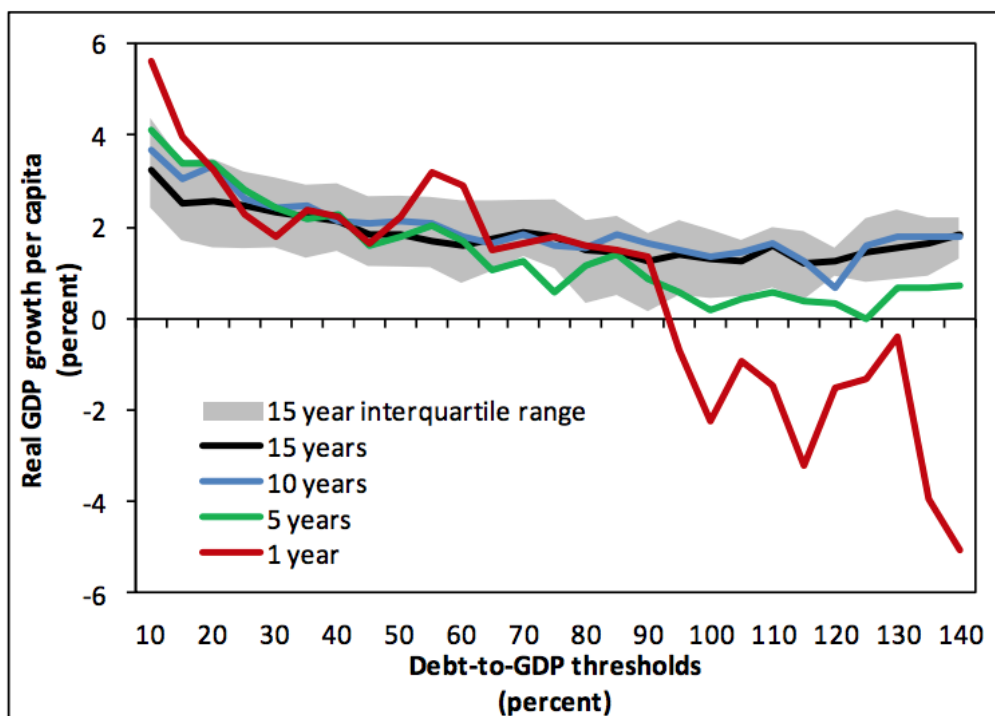 6
4
2
0
-2
-4
-6
Real GDP growth per capita
(percent)
15 year interquartile range
15 years
10 years
5 years
1 year
10 20 30 40 50 60 70 80 90 100 110 120 130 140
Debt-to-GDP thresholds
(percent)